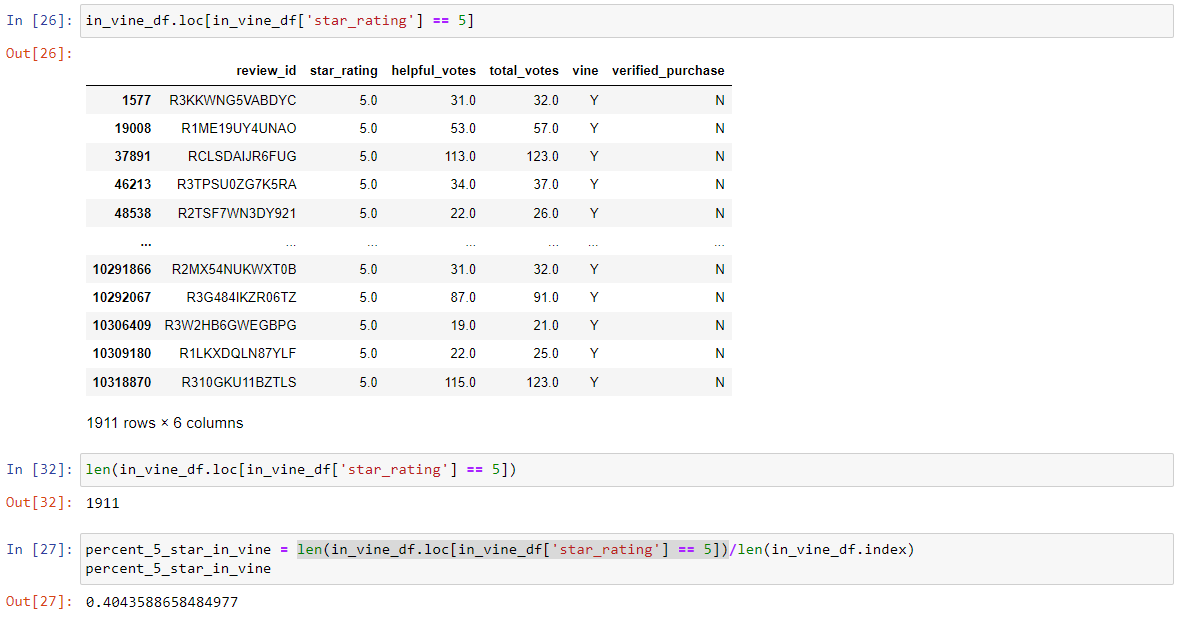 In [26]: in_vine_df.loc[in_vine_df['star_rating'] == 5]
Out[26]:
review_id star_rating helpful_votes total_votes vine verified_purchase
1577 R3KKWNG5VABDYC 5.0 31.0 32.0 Y N
19008 R1ME19UY4UNAO 5.0 53.0 57.0 Y N
37891 RCLSDAIJR6FUG 5.0 113.0 123.0 Y N
46213 R3TPSU0ZG7K5RA 5.0 34.0 37.0 Y N
48538 R2TSF7WN3DY921 5.0 22.0 26.0 Y N
... ... ... ... ... ... ...
10291866 R2MX54NUKWXT0B 5.0 31.0 32.0 Y N
10292067 R3G484IKZR06TZ 5.0 87.0 91.0 Y N
10306409 R3W2HB6GWEGBPG 5.0 19.0 21.0 Y N
10309180 R1LKXDQLN87YLF 5.0 22.0 25.0 Y N
10318870 R310GKU11BZTLS 5.0 115.0 123.0 Y N
1911 rows × 6 columns
In [32]: len(in_vine_df.loc[in_vine_df['star_rating'] == 5])
Out[32]: 1911
In [27]: percent_5_star_in_vine = len(in_vine_df.loc[in_vine_df['star_rating'] == 5])/len(in_vine_df.index)
percent_5_star_in_vine
Out[27]: 0.4043588658484977